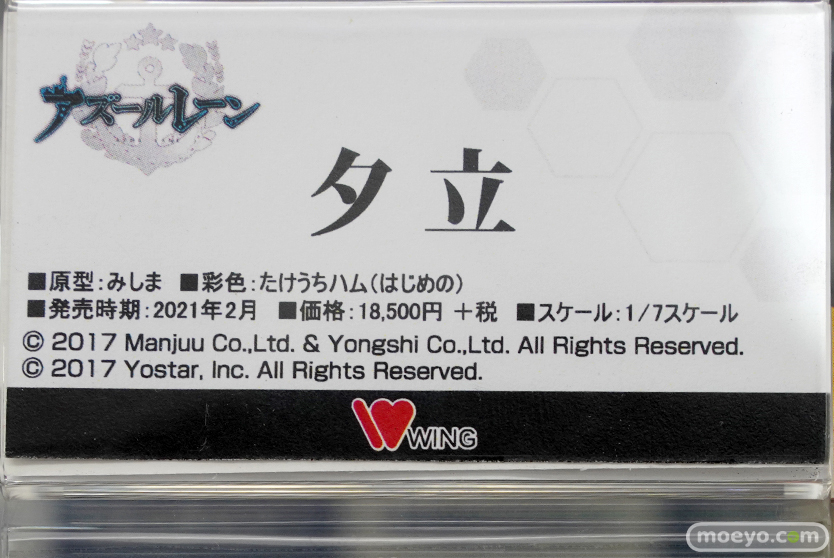 アズールレーン
夕立
■原型:みしま ■彩色:たけうちハム(はじめの)
■発売時期:2021年2月 ■価格:18,500円 +税 ■スケール:1/7スケール
© 2017 Manjuu Co.,Ltd. & Yongshi Co.,Ltd. All Rights Reserved.
© 2017 Yostar, Inc. All Rights Reserved.
WING
moeyo.com